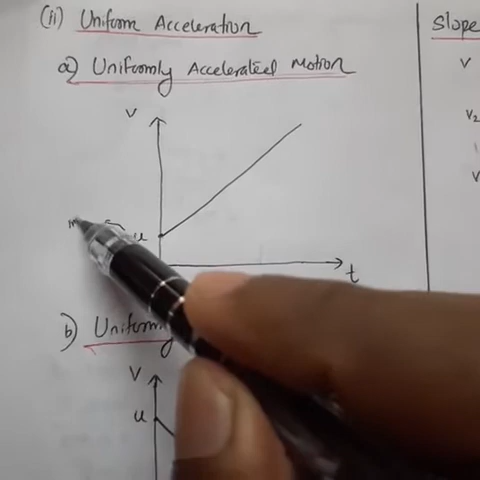 (ii) Uniform Acceleration
a) Uniformly Accelerated Motion
v
u
t
b) Uniformly
v
u
Slope
v
v2
v